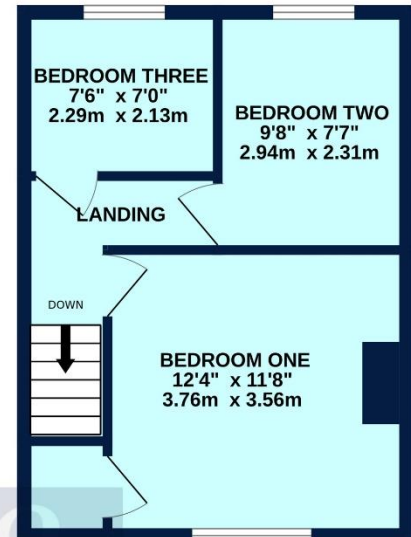 BEDROOM THREE
7'6" x 7'0"
2.29m x 2.13m
BEDROOM TWO
9'8" x 7'7"
2.94m x 2.31m
LANDING
DOWN
BEDROOM ONE
12'4" x 11'8"
3.76m x 3.56m